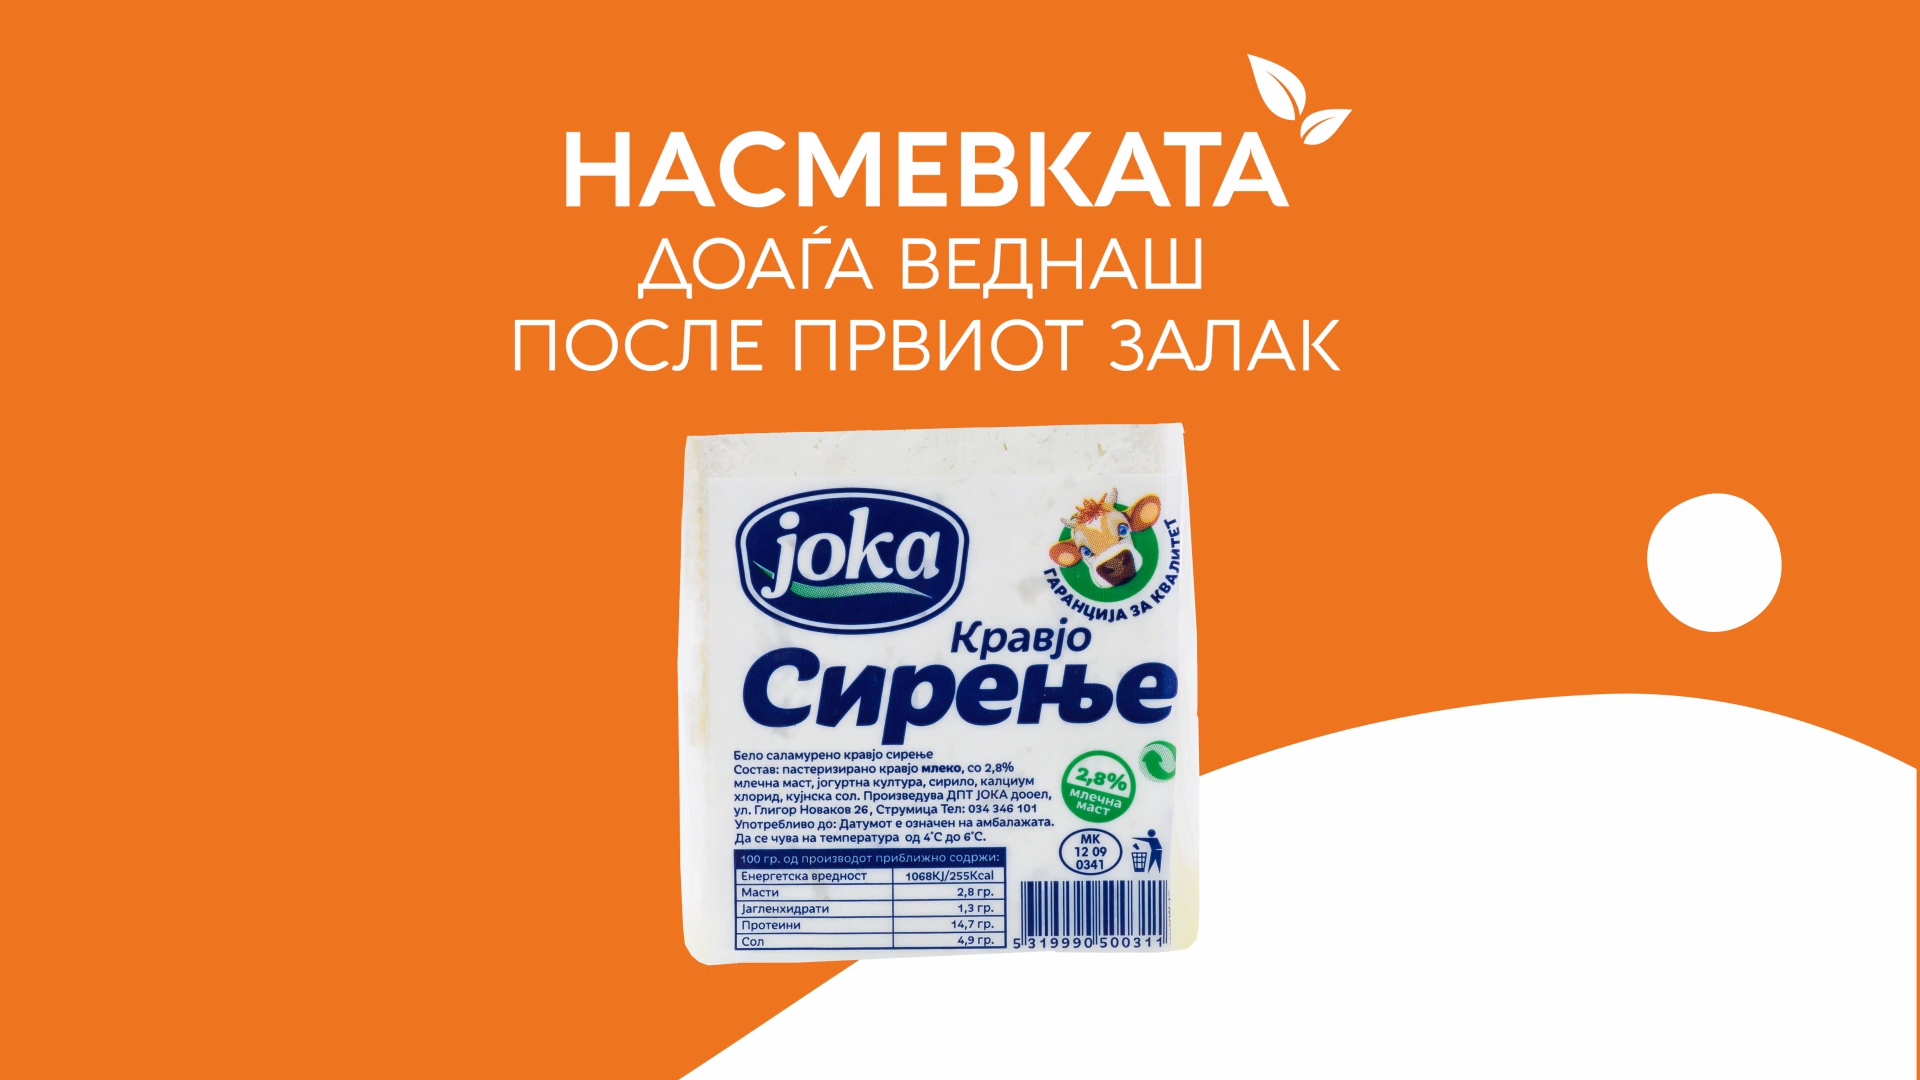 НАСМЕВКАТА
ДОАЃА ВЕДНАШ
ПОСЛЕ ПРВИОТ ЗАЛАК
joka
ГАРАНЦИЈА ЗА КВАЛИТЕТ
Кравјо
Сирење
Бело саламурено кравјо сирење
Состав: пастеризирано кравјо млеко, со 2,8%
млечна маст, јогуртна култура, сирило, калциум
хлорид, кујнска сол. Произведува ДПТ ЈОКА дооел,
ул. Глигор Новаков 26, Струмица Тел: 034 346 101
Употребливо до: Датумот е означен на амбалажата.
Да се чува на температура од 4°C до 6°C.
2,8%
млечна
маст
МК
12 09
0341
100 гр. од производот приближно содржи:
Енергетска вредност 1068KJ/255Kcal
Масти 2,8 гр.
Јагленхидрати 1,3 гр.
Протеини 14,7 гр.
Сол 4,9 гр.
5 319990 500311